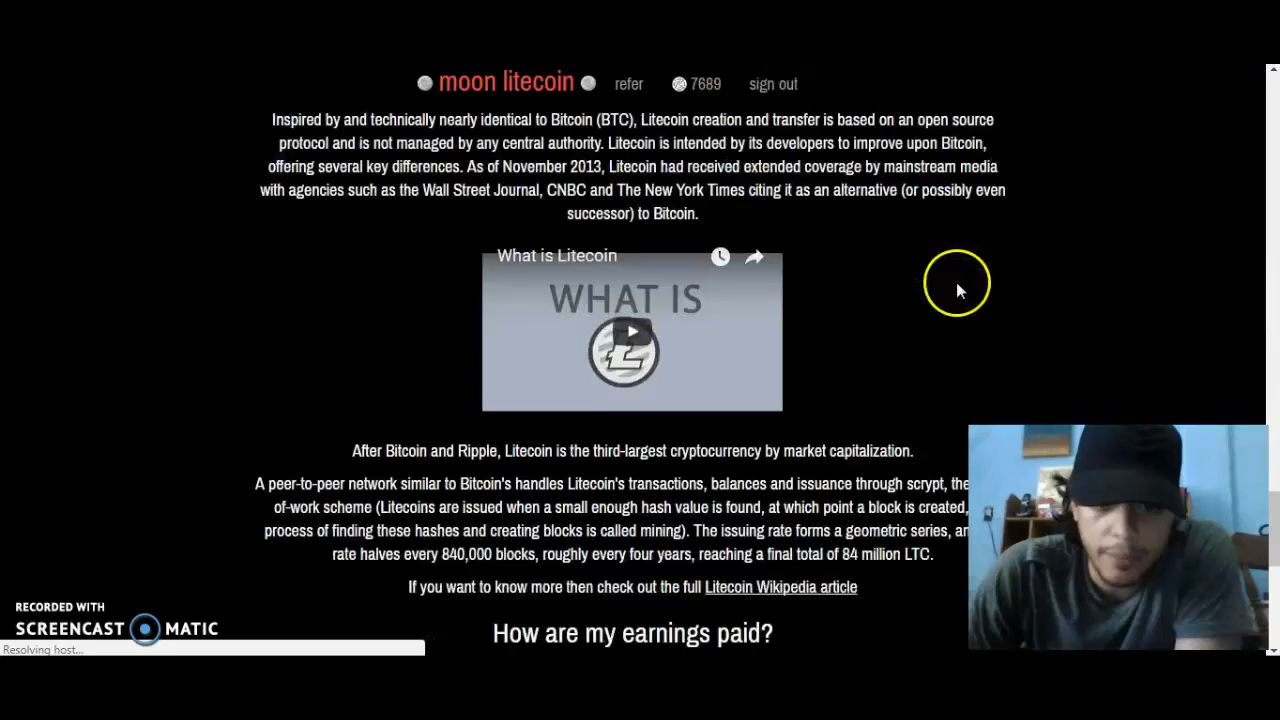 moon litecoin refer 7689 sign out
Inspired by and technically nearly identical to Bitcoin (BTC), Litecoin creation and transfer is based on an open source
protocol and is not managed by any central authority. Litecoin is intended by its developers to improve upon Bitcoin,
offering several key differences. As of November 2013, Litecoin had received extended coverage by mainstream media
with agencies such as the Wall Street Journal, CNBC and The New York Times citing it as an alternative (or possibly even
successor) to Bitcoin.
What is Litecoin
WHAT IS
After Bitcoin and Ripple, Litecoin is the third-largest cryptocurrency by market capitalization.
A peer-to-peer network similar to Bitcoin's handles Litecoin's transactions, balances and issuance through scrypt, the
of-work scheme (Litecoins are issued when a small enough hash value is found, at which point a block is created,
process of finding these hashes and creating blocks is called mining). The issuing rate forms a geometric series, an
rate halves every 840,000 blocks, roughly every four years, reaching a final total of 84 million LTC.
If you want to know more then check out the full Litecoin Wikipedia article
How are my earnings paid?
RECORDED WITH
SCREENCAST MATIC
Resolving host...